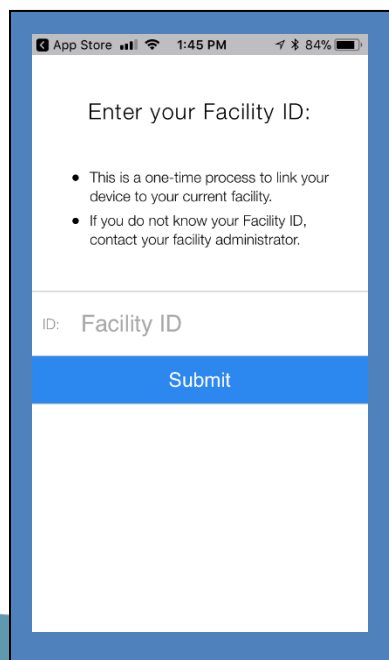 App Store 1:45 PM 84%
Enter your Facility ID:
• This is a one-time process to link your
device to your current facility.
• If you do not know your Facility ID,
contact your facility administrator.
ID: Facility ID
Submit